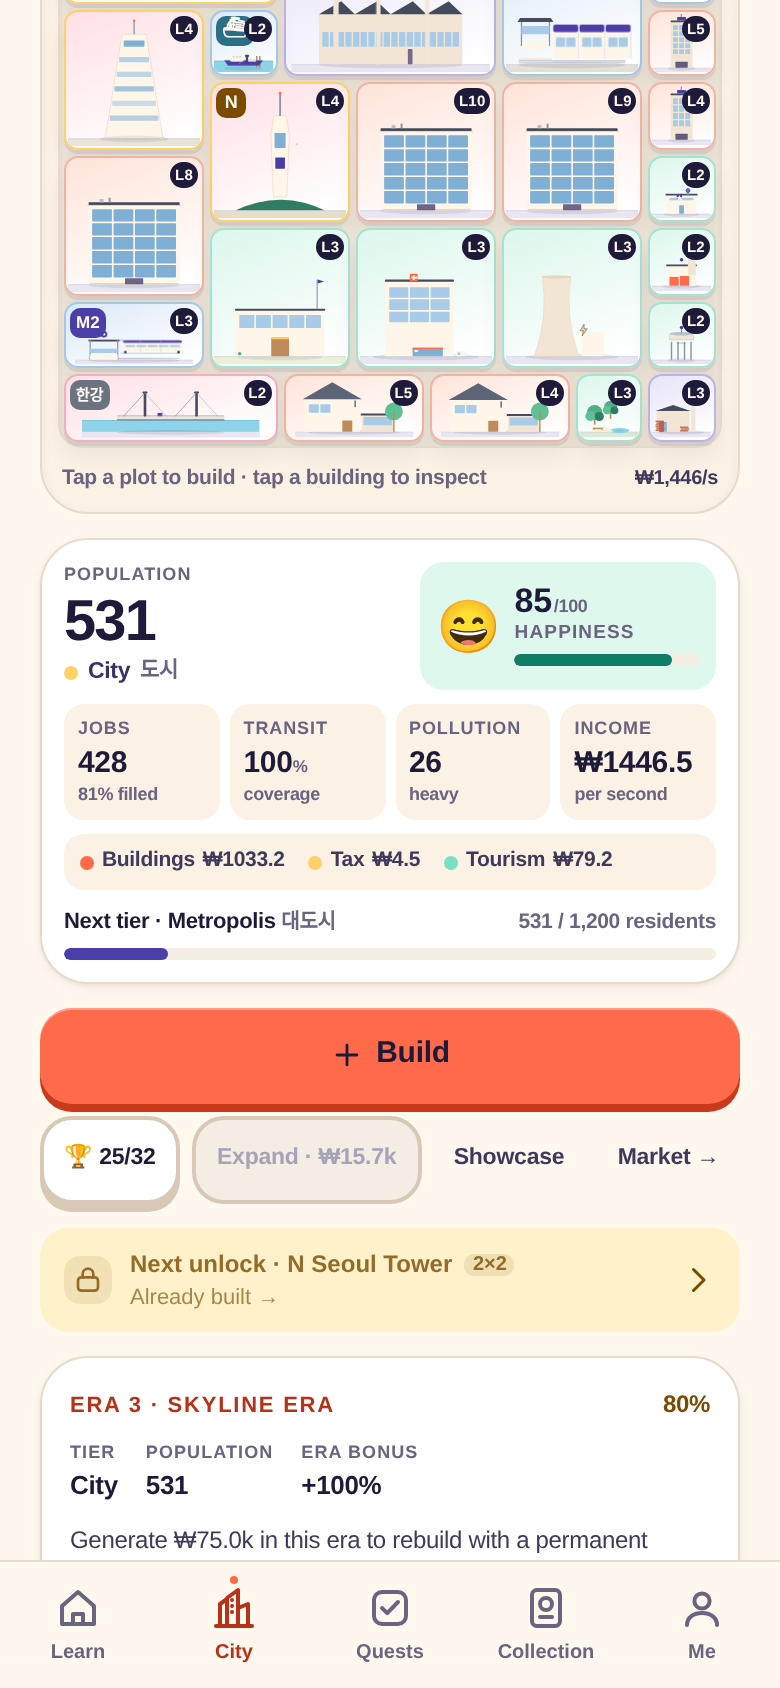 L4
L2
L5
N
L4
L10
L9
L4
L8
L2
L3
L3
L3
L2
M2
L3
L2
한강
L2
L5
L4
L3
L3
Tap a plot to build · tap a building to inspect
₩1,446/s
POPULATION
531
City 도시
85/100
HAPPINESS
JOBS
428
81% filled
TRANSIT
100%
coverage
POLLUTION
26
heavy
INCOME
₩1446.5
per second
Buildings ₩1033.2
Tax ₩4.5
Tourism ₩79.2
Next tier · Metropolis 대도시
531 / 1,200 residents
+ Build
25/32
Expand · ₩15.7k
Showcase
Market →
Next unlock · N Seoul Tower 2×2
Already built →
ERA 3 · SKYLINE ERA
80%
TIER
City
POPULATION
531
ERA BONUS
+100%
Generate ₩75.0k in this era to rebuild with a permanent
Learn
City
Quests
Collection
Me